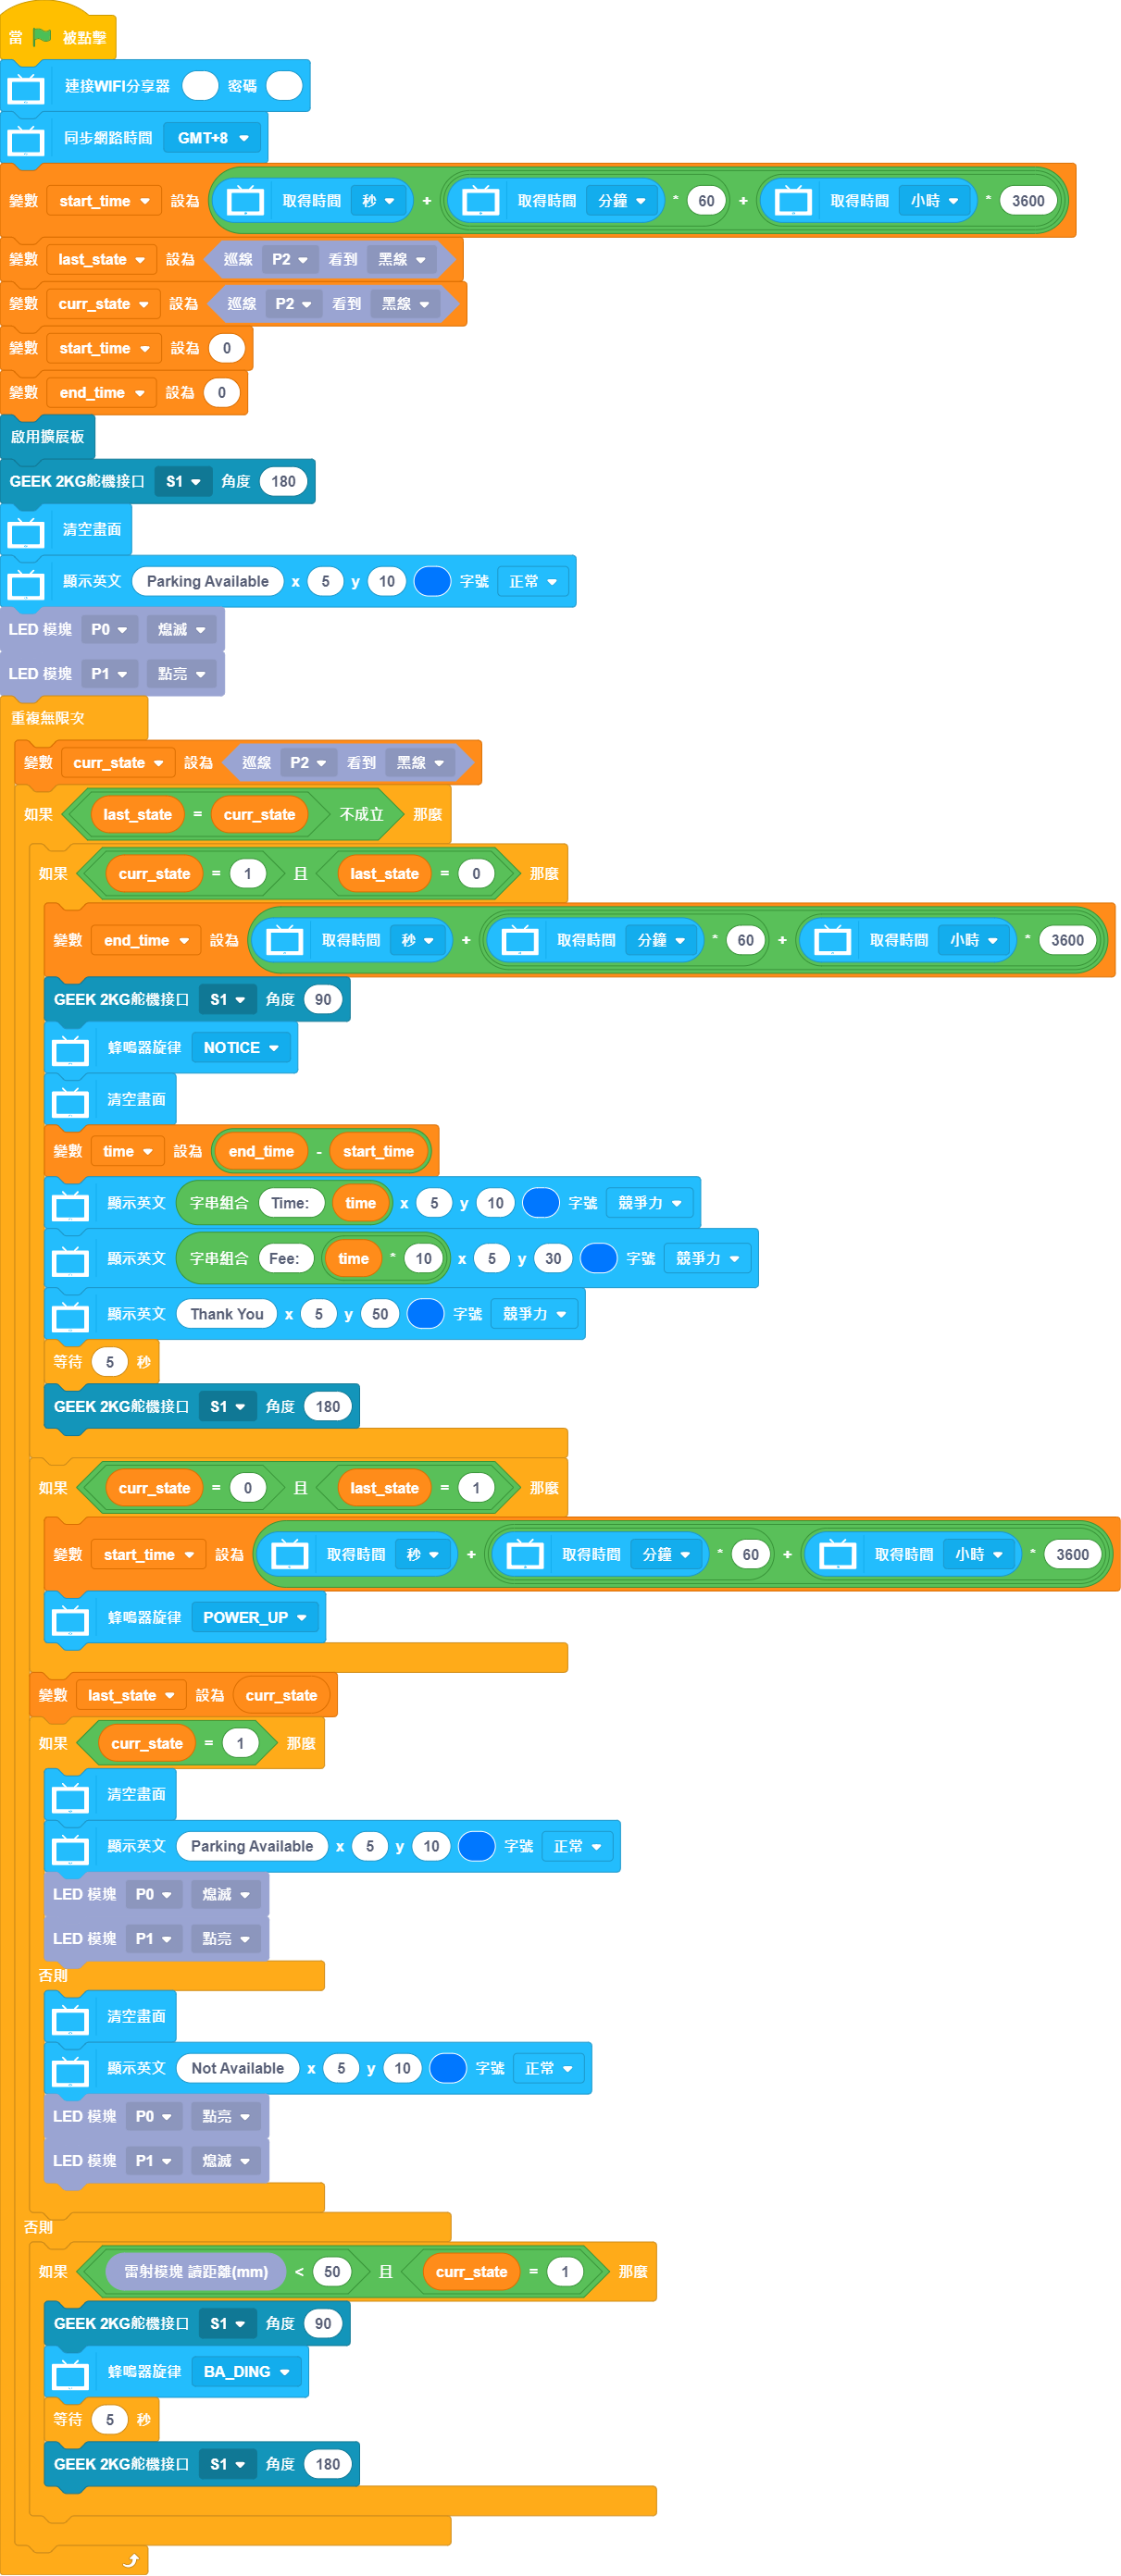 當 被點擊
連接WIFI分享器 密碼
同步網路時間 GMT+8
變數 start_time 設為 取得時間 秒 + 取得時間 分鐘 * 60 + 取得時間 小時 * 3600
變數 last_state 設為 巡線 P2 看到 黑線
變數 curr_state 設為 巡線 P2 看到 黑線
變數 start_time 設為 0
變數 end_time 設為 0
啟用擴展板
GEEK 2KG舵機接口 S1 角度 180
清空畫面
顯示英文 Parking Available x 5 y 10 字號 正常
LED 模塊 P0 熄滅
LED 模塊 P1 點亮
重複無限次
變數 curr_state 設為 巡線 P2 看到 黑線
如果 last_state = curr_state 不成立 那麼
如果 curr_state = 1 且 last_state = 0 那麼
變數 end_time 設為 取得時間 秒 + 取得時間 分鐘 * 60 + 取得時間 小時 * 3600
GEEK 2KG舵機接口 S1 角度 90
蜂鳴器旋律 NOTICE
清空畫面
變數 time 設為 end_time - start_time
顯示英文 字串組合 Time: time x 5 y 10 字號 競爭力
顯示英文 字串組合 Fee: time * 10 x 5 y 30 字號 競爭力
顯示英文 Thank You x 5 y 50 字號 競爭力
等待 5 秒
GEEK 2KG舵機接口 S1 角度 180
如果 curr_state = 0 且 last_state = 1 那麼
變數 start_time 設為 取得時間 秒 + 取得時間 分鐘 * 60 + 取得時間 小時 * 3600
蜂鳴器旋律 POWER_UP
變數 last_state 設為 curr_state
如果 curr_state = 1 那麼
清空畫面
顯示英文 Parking Available x 5 y 10 字號 正常
LED 模塊 P0 熄滅
LED 模塊 P1 點亮
否則
清空畫面
顯示英文 Not Available x 5 y 10 字號 正常
LED 模塊 P0 點亮
LED 模塊 P1 熄滅
否則
如果 雷射模塊 讀距離(mm) < 50 且 curr_state = 1 那麼
GEEK 2KG舵機接口 S1 角度 90
蜂鳴器旋律 BA_DING
等待 5 秒
GEEK 2KG舵機接口 S1 角度 180